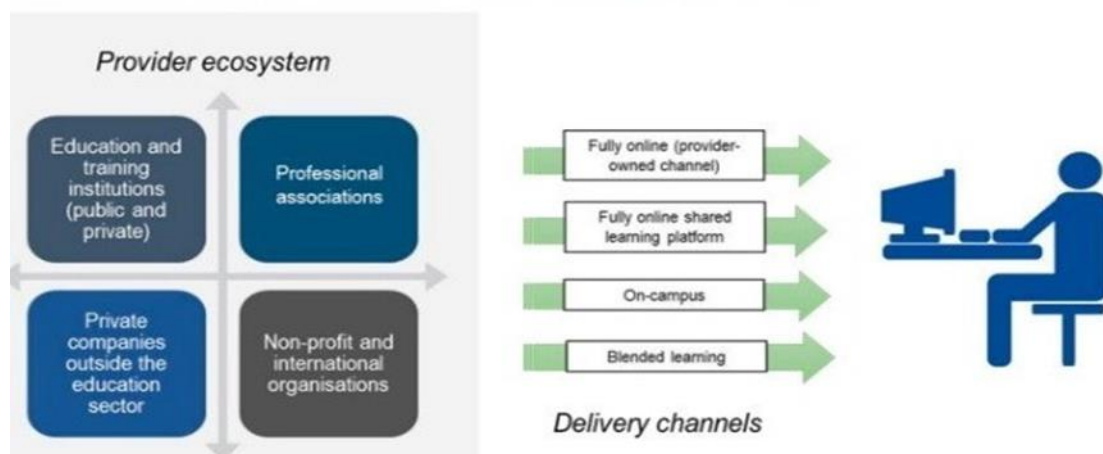 Provider ecosystem
Education and
training
institutions
(public and
private)
Professional
associations
Private
companies
outside the
education
sector
Non-profit and
international
organisations
Fully online (provider-
owned channel)
Fully online shared
learning platform
On-campus
Blended learning
Delivery channels